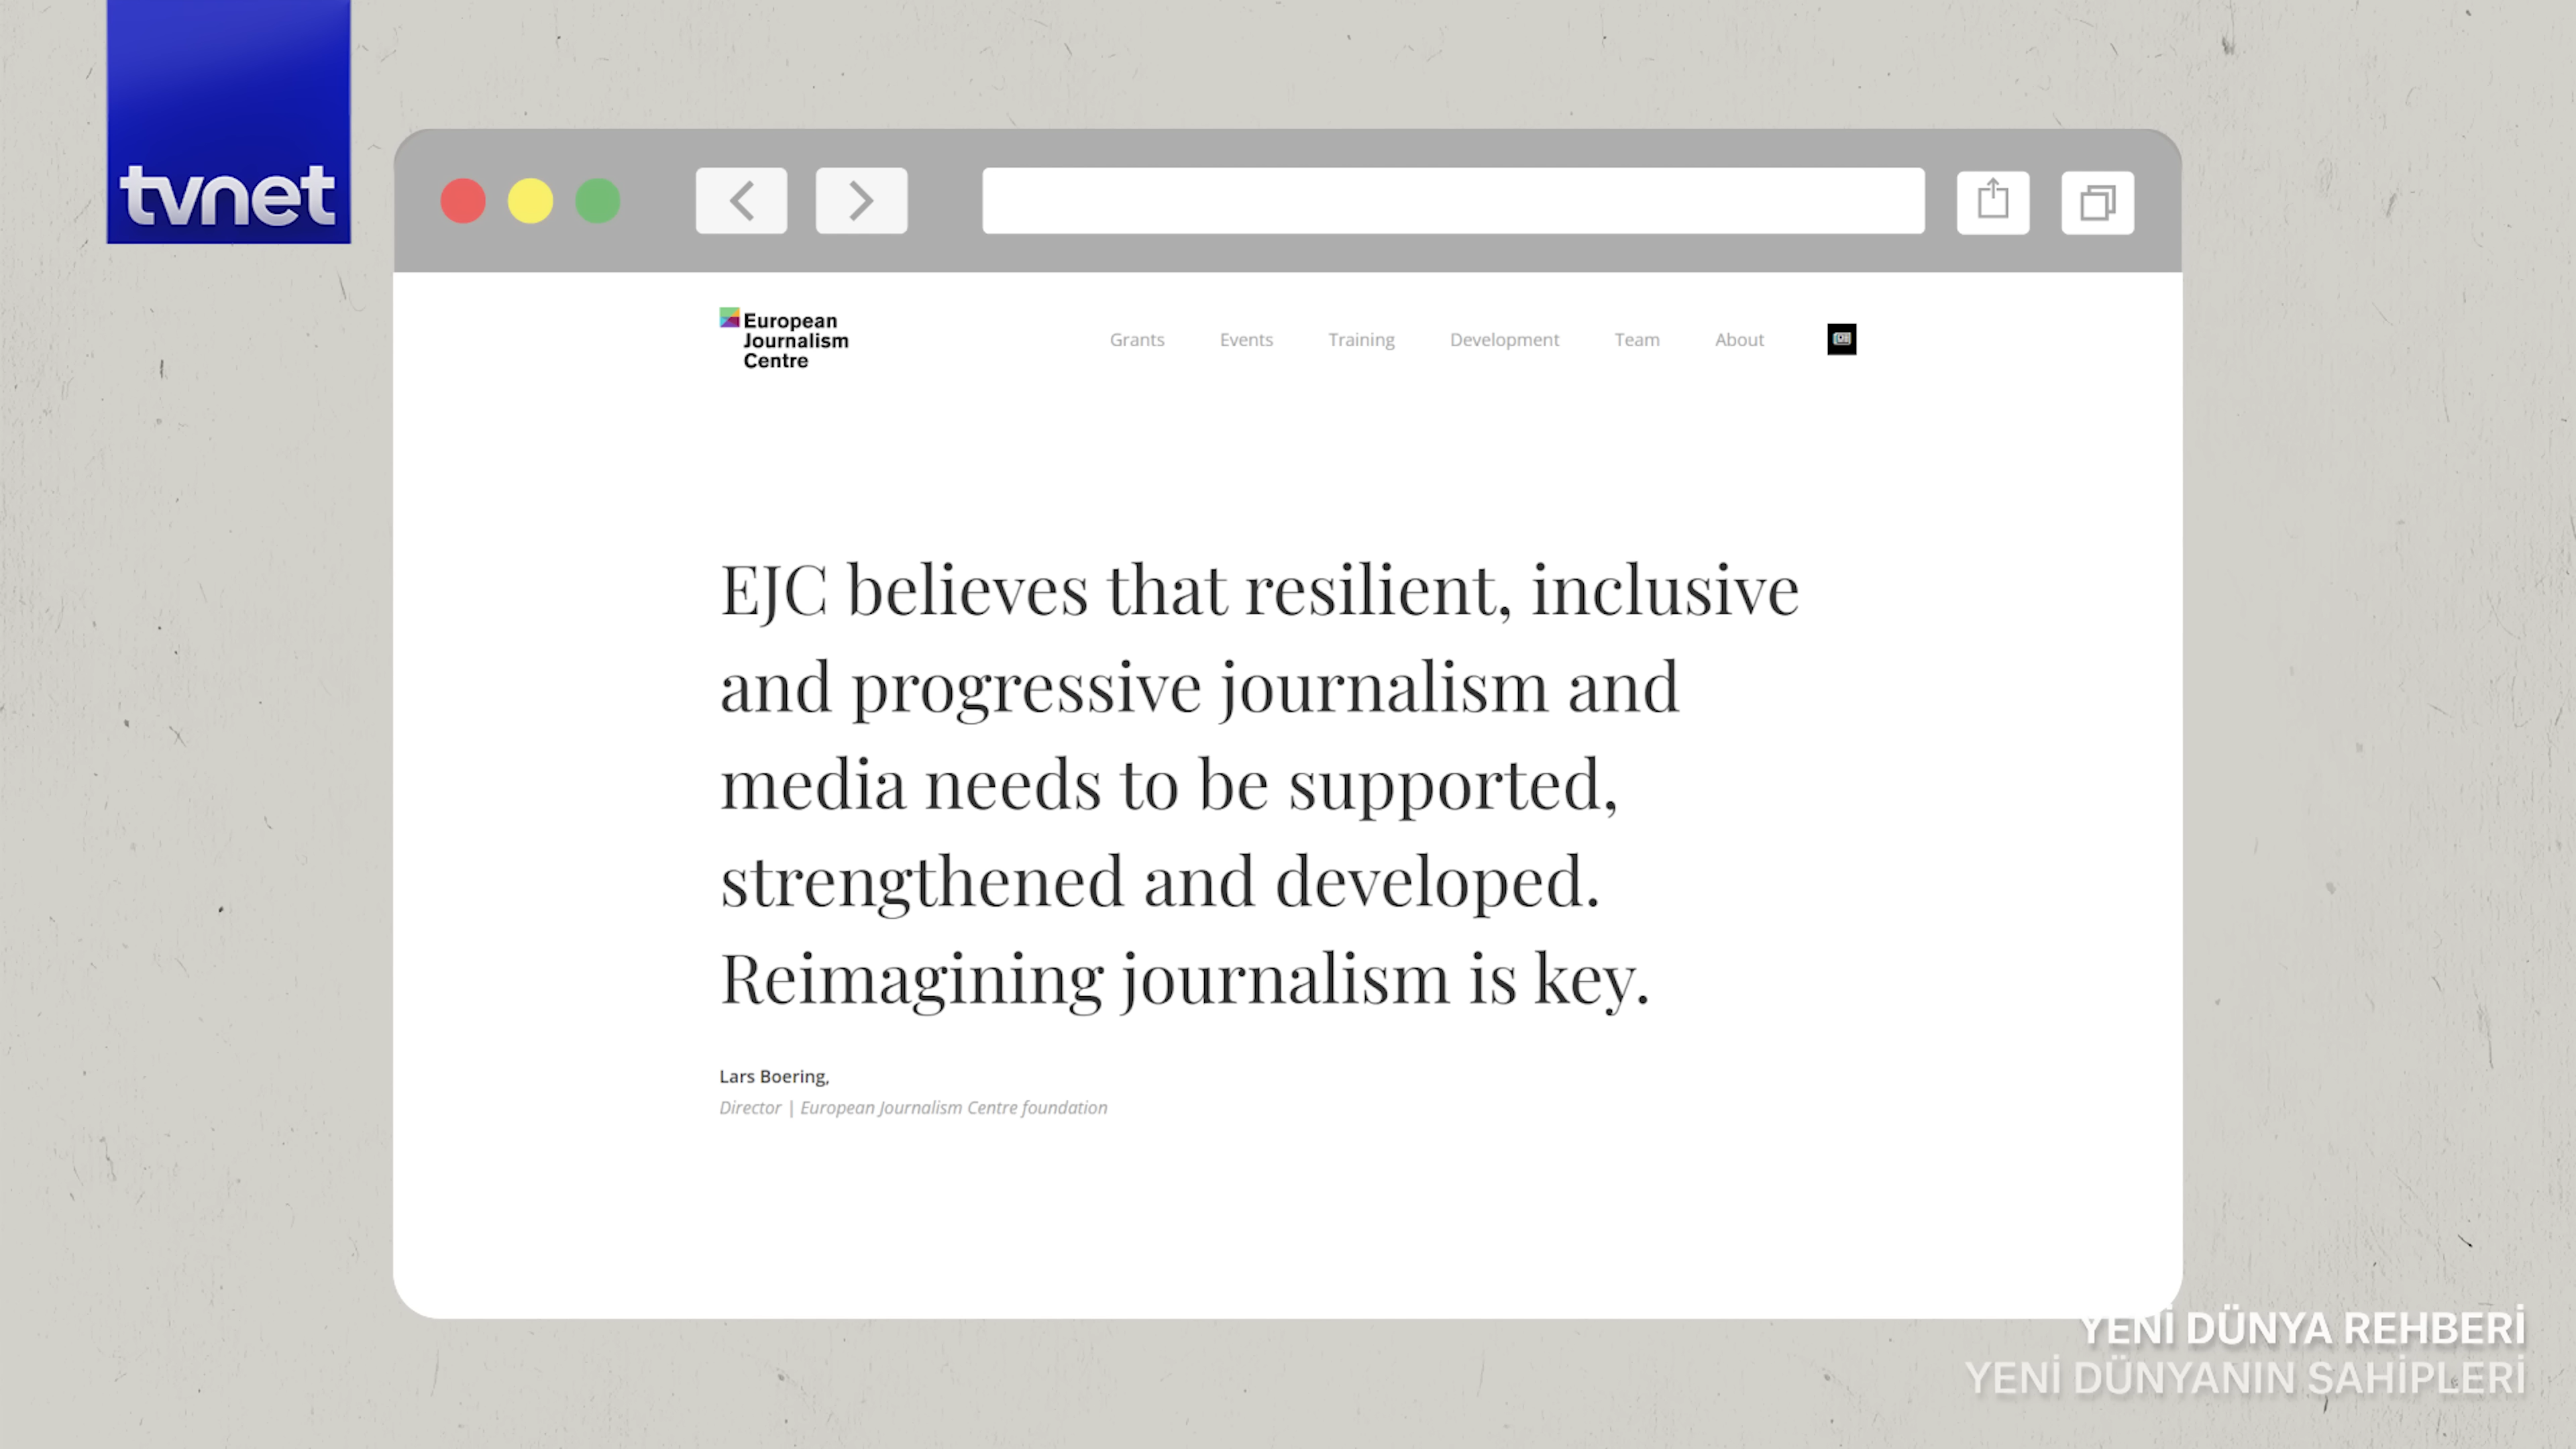 tvnet
European
Journalism
Centre
Grants
Events
Training
Development
Team
About
EJC believes that resilient, inclusive
and progressive journalism and
media needs to be supported,
strengthened and developed.
Reimagining journalism is key.
Lars Boering,
Director | European Journalism Centre foundation
YENİ DÜNYA REHBERİ
YENİ DÜNYANIN SAHİPLERİ